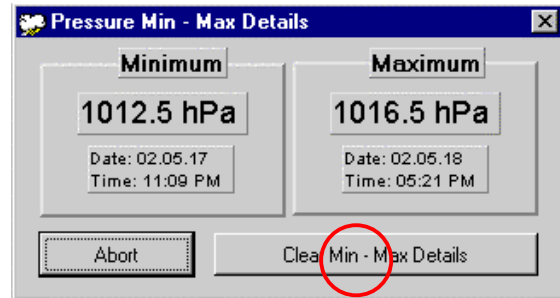 Pressure Min - Max Details
Minimum
1012.5 hPa
Date: 02.05.17
Time: 11:09 PM
Maximum
1016.5 hPa
Date: 02.05.18
Time: 05:21 PM
Abort
Clear Min - Max Details